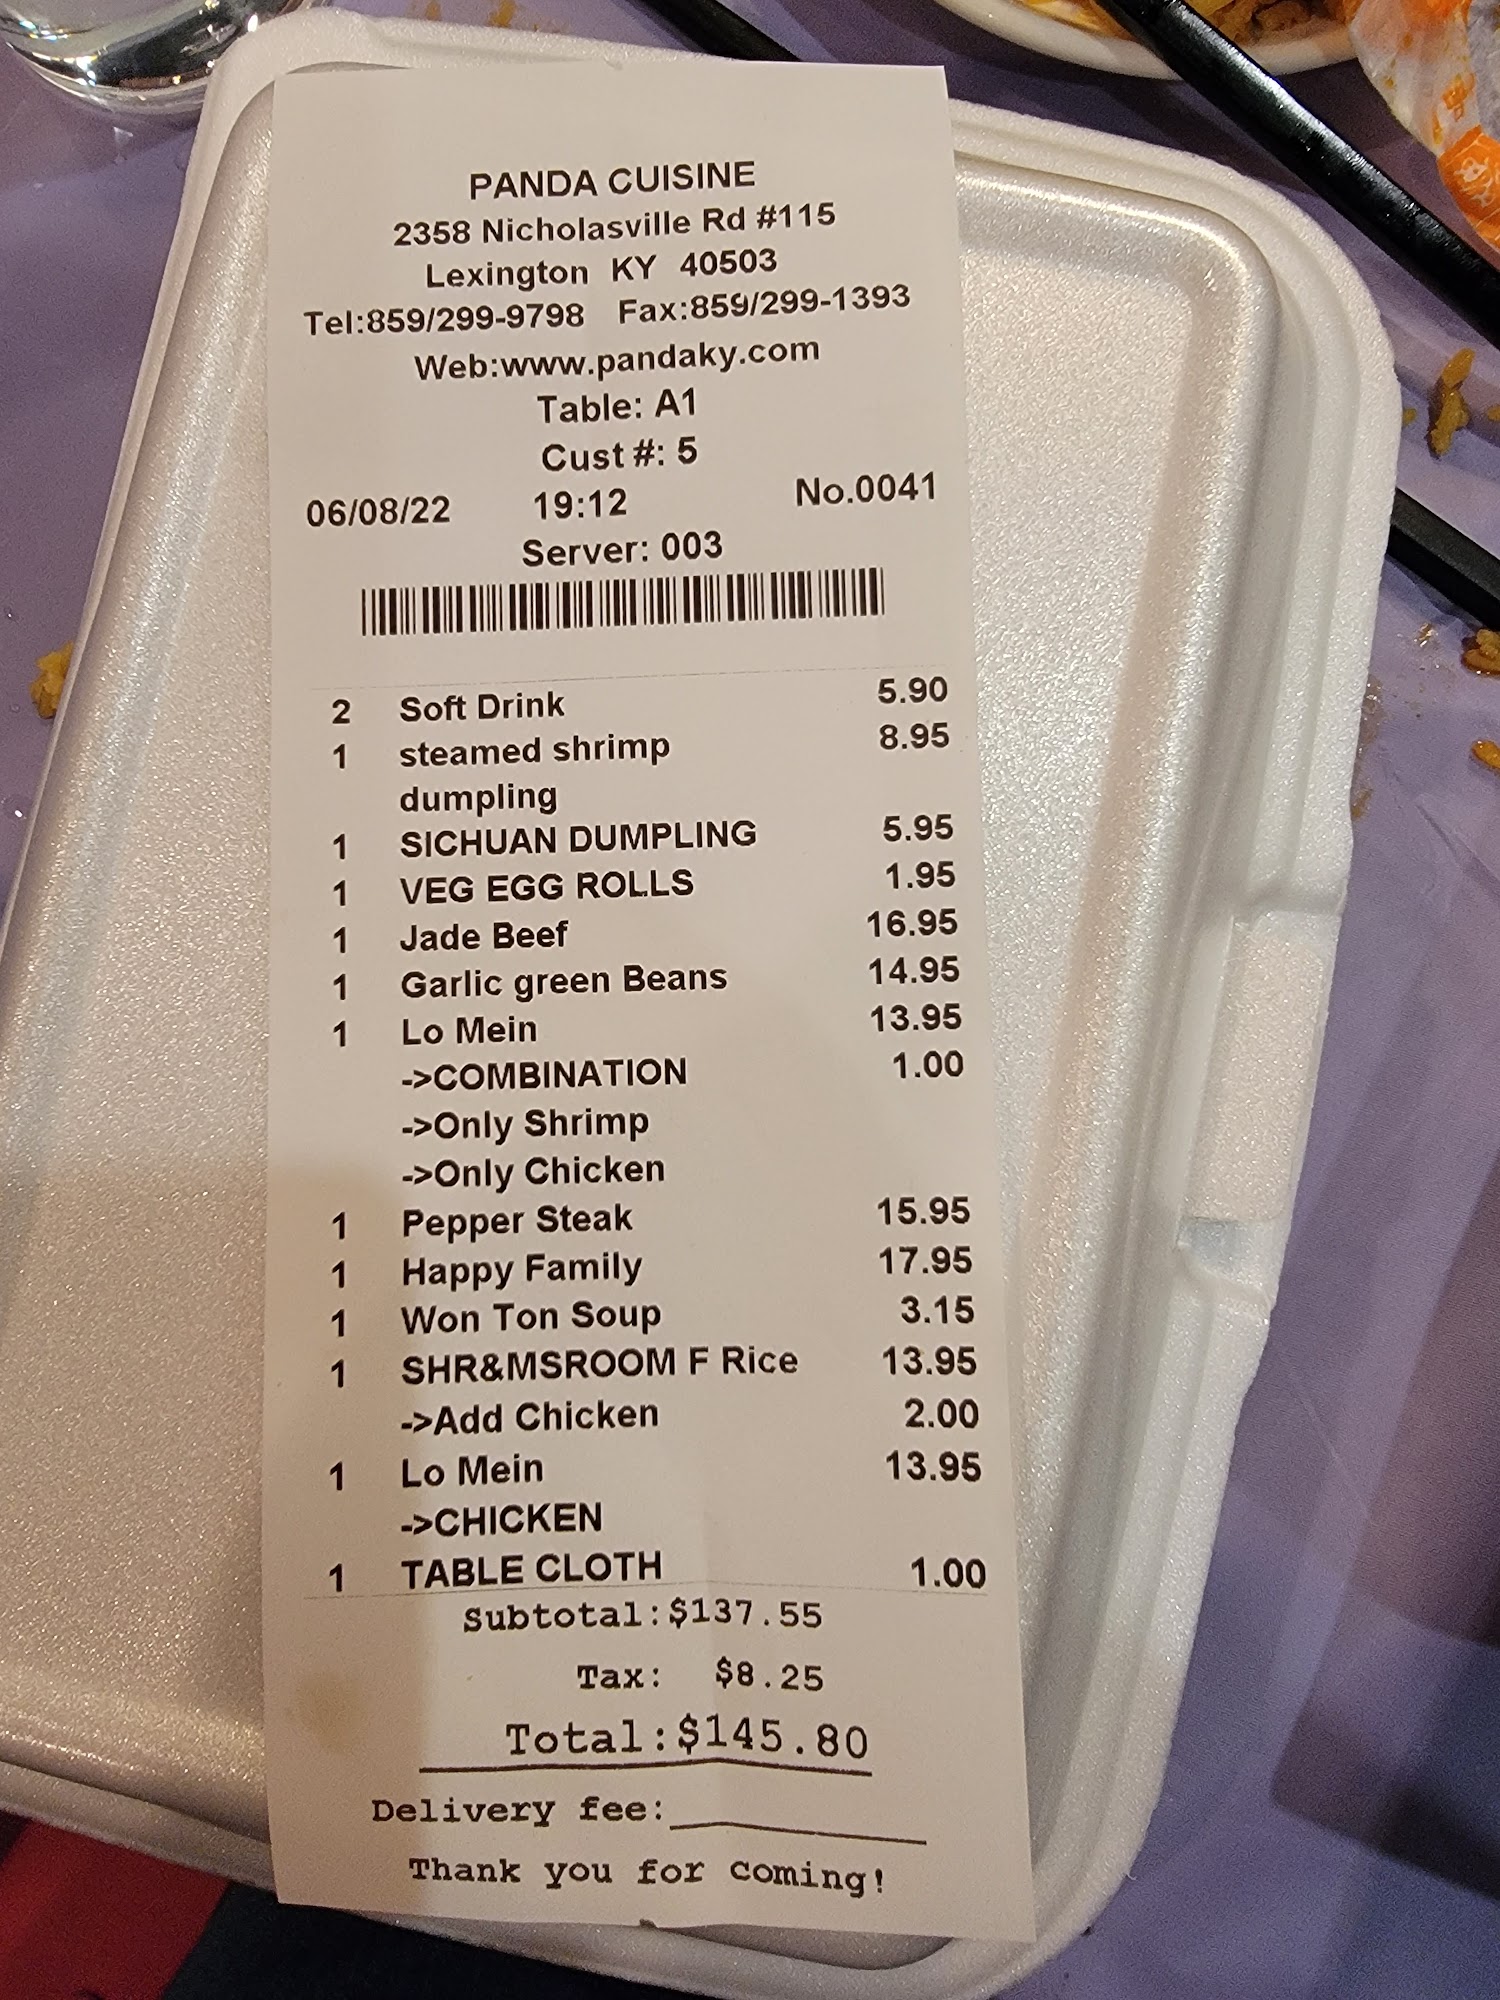 PANDA CUISINE
2358 Nicholasville Rd #115
Lexington KY 40503
Tel:859/299-9798 Fax:859/299-1393
Web:www.pandaky.com
Table: A1
Cust #: 5
06/08/22 19:12 No.0041
Server: 003
2 Soft Drink 5.90
1 steamed shrimp 8.95
dumpling
1 SICHUAN DUMPLING 5.95
1 VEG EGG ROLLS 1.95
1 Jade Beef 16.95
1 Garlic green Beans 14.95
1 Lo Mein 13.95
->COMBINATION 1.00
->Only Shrimp
->Only Chicken
1 Pepper Steak 15.95
1 Happy Family 17.95
1 Won Ton Soup 3.15
1 SHR&MSROOM F Rice 13.95
->Add Chicken 2.00
1 Lo Mein 13.95
->CHICKEN
1 TABLE CLOTH 1.00
Subtotal:$137.55
Tax: $8.25
Total:$145.80
Delivery fee:
Thank you for coming!